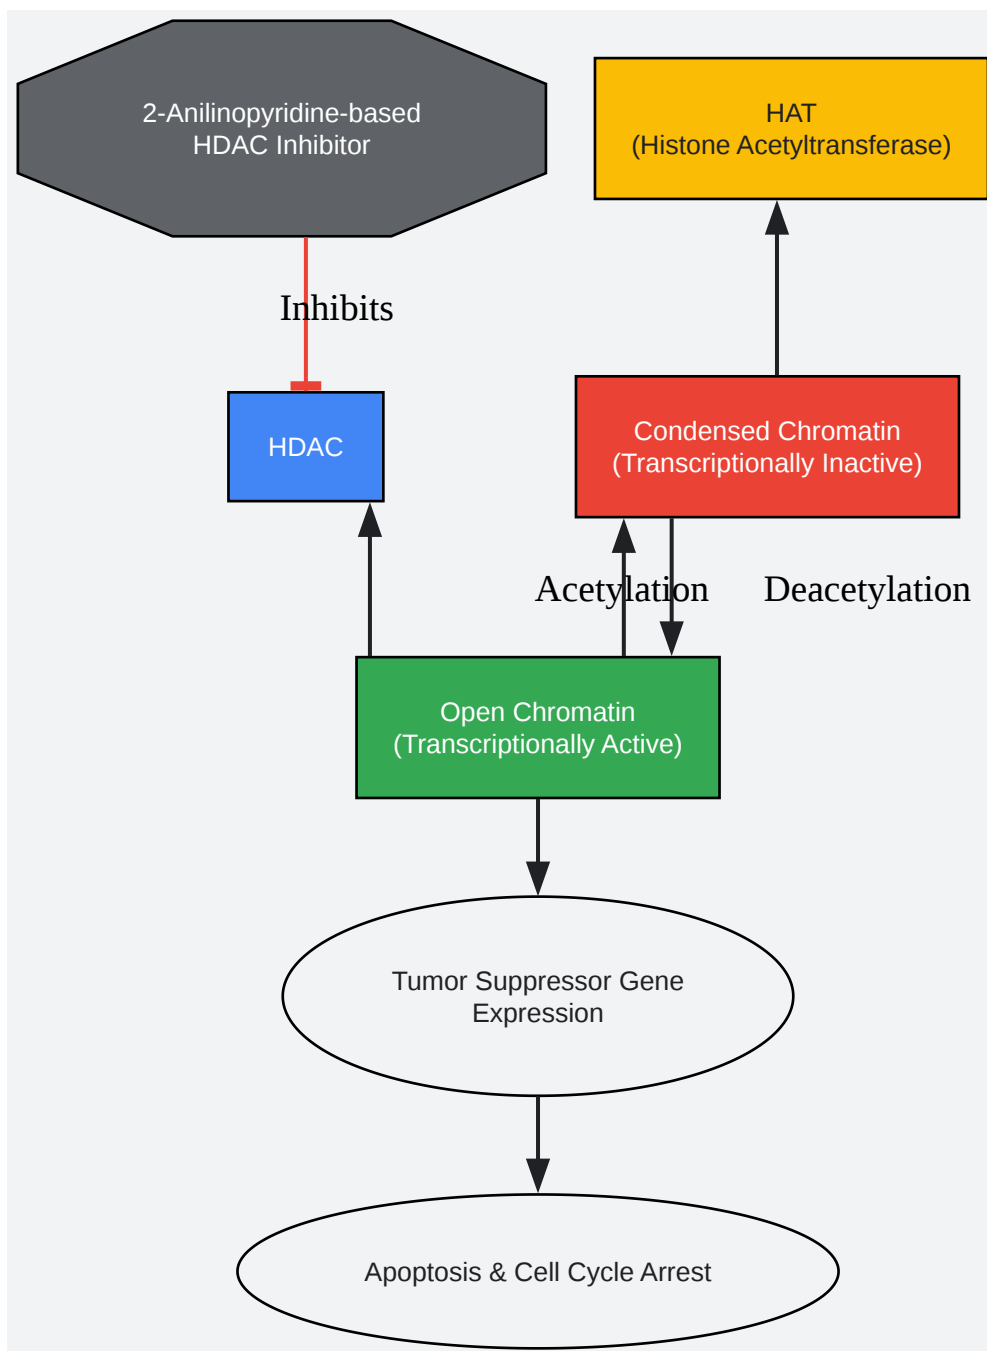 2-Anilinopyridine-based
HDAC Inhibitor
HAT
(Histone Acetyltransferase)
Inhibits
HDAC
Condensed Chromatin
(Transcriptionally Inactive)
Acetylation
Deacetylation
Open Chromatin
(Transcriptionally Active)
Tumor Suppressor Gene
Expression
Apoptosis & Cell Cycle Arrest